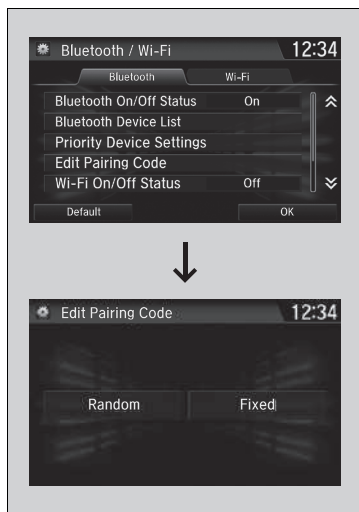 Bluetooth / Wi-Fi 12:34
Bluetooth Wi-Fi
Bluetooth On/Off Status On
Bluetooth Device List
Priority Device Settings
Edit Pairing Code
Wi-Fi On/Off Status Off
Default OK
Edit Pairing Code 12:34
Random Fixed